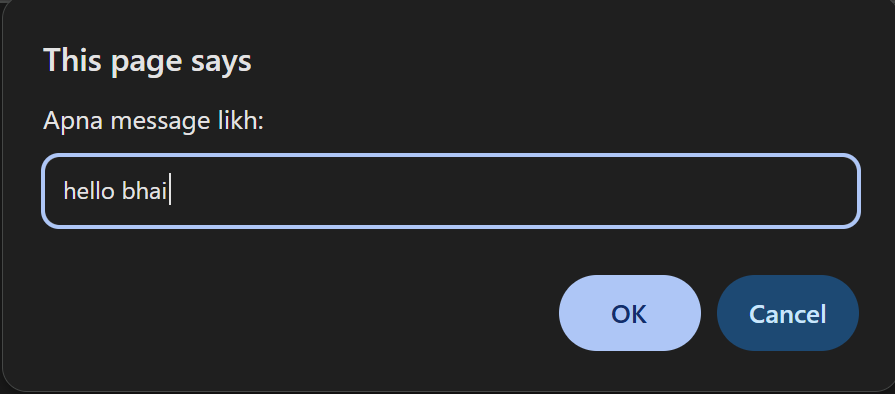 This page says
Apna message likh:
hello bhai
OK
Cancel